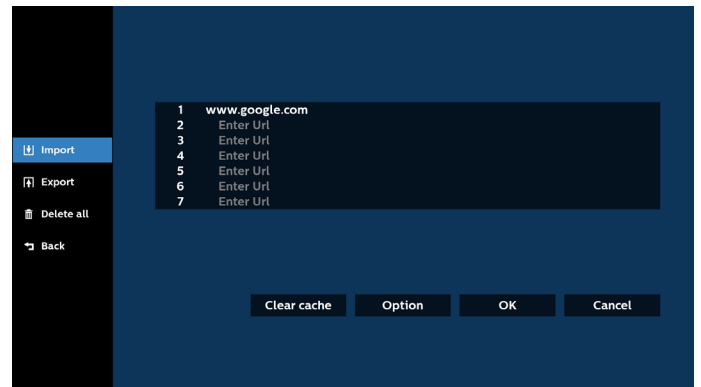 1 www.google.com
2 Enter Url
3 Enter Url
4 Enter Url
5 Enter Url
6 Enter Url
7 Enter Url
Import
Export
Delete all
Back
Clear cache Option OK Cancel